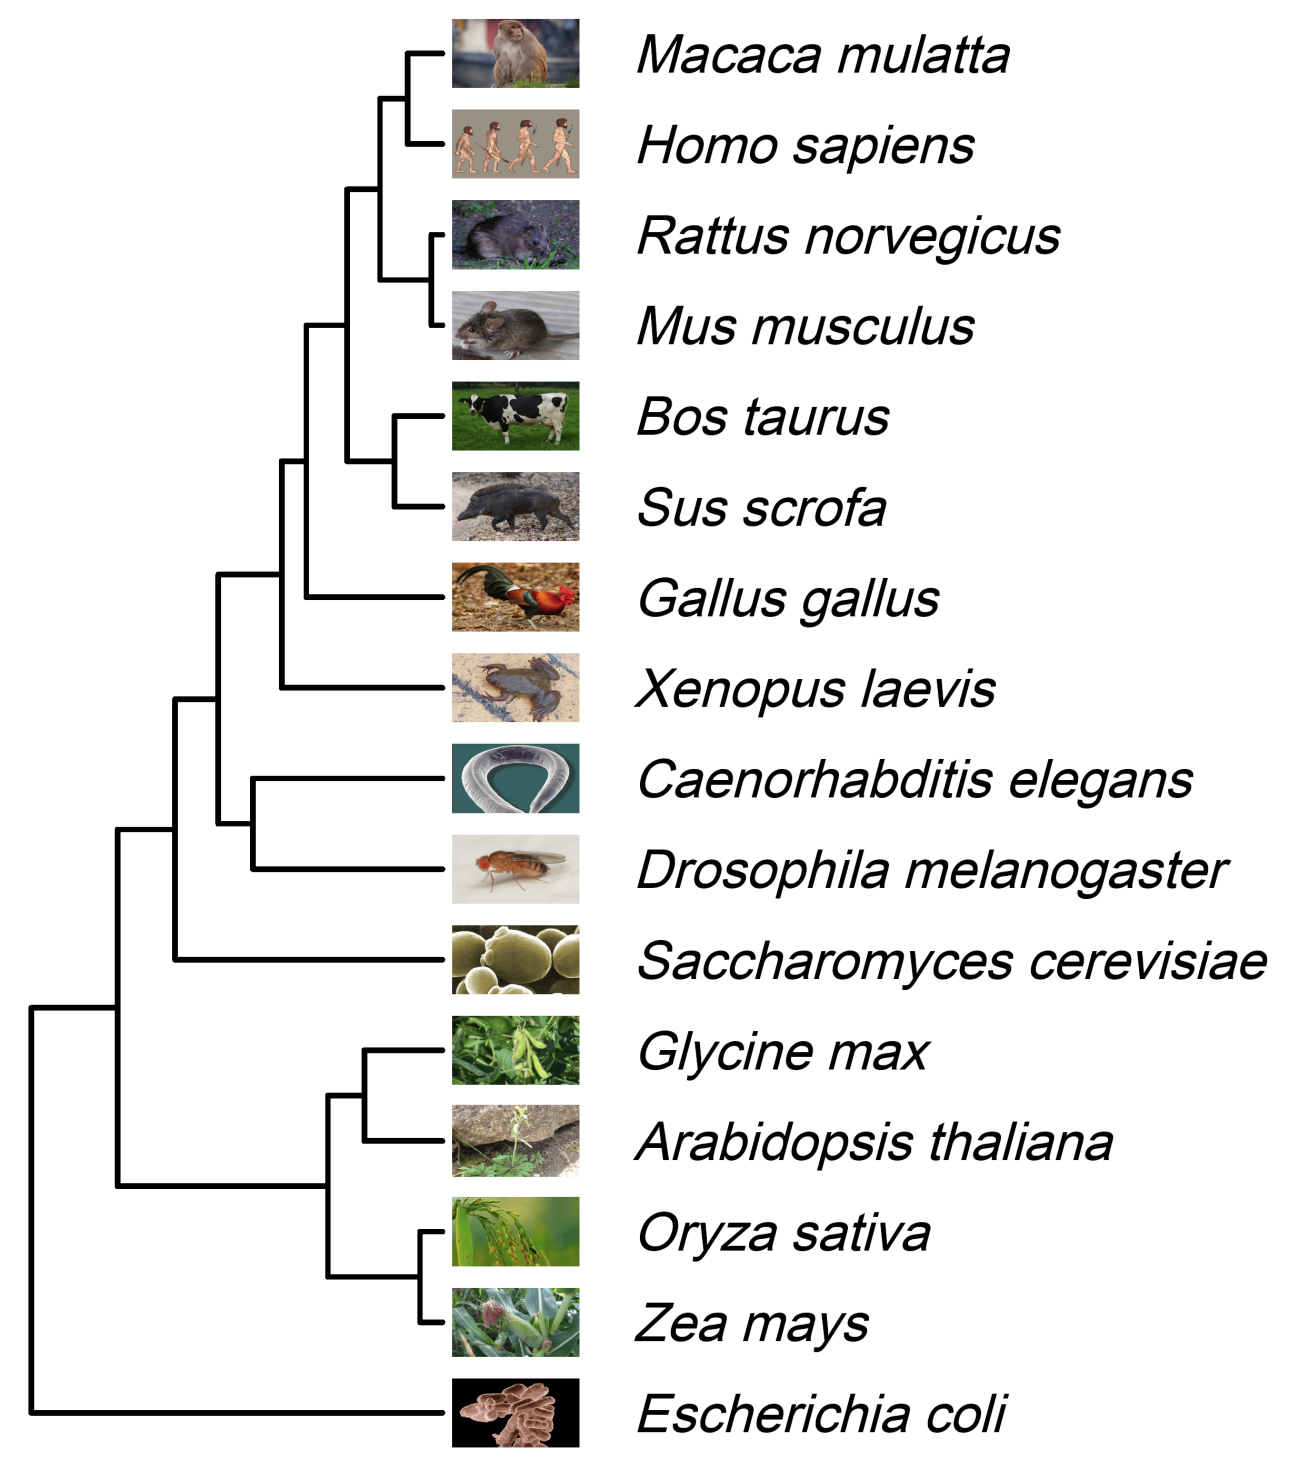 Macaca mulatta
Homo sapiens
Rattus norvegicus
Mus musculus
Bos taurus
Sus scrofa
Gallus gallus
Xenopus laevis
Caenorhabditis elegans
Drosophila melanogaster
Saccharomyces cerevisiae
Glycine max
Arabidopsis thaliana
Oryza sativa
Zea mays
Escherichia coli